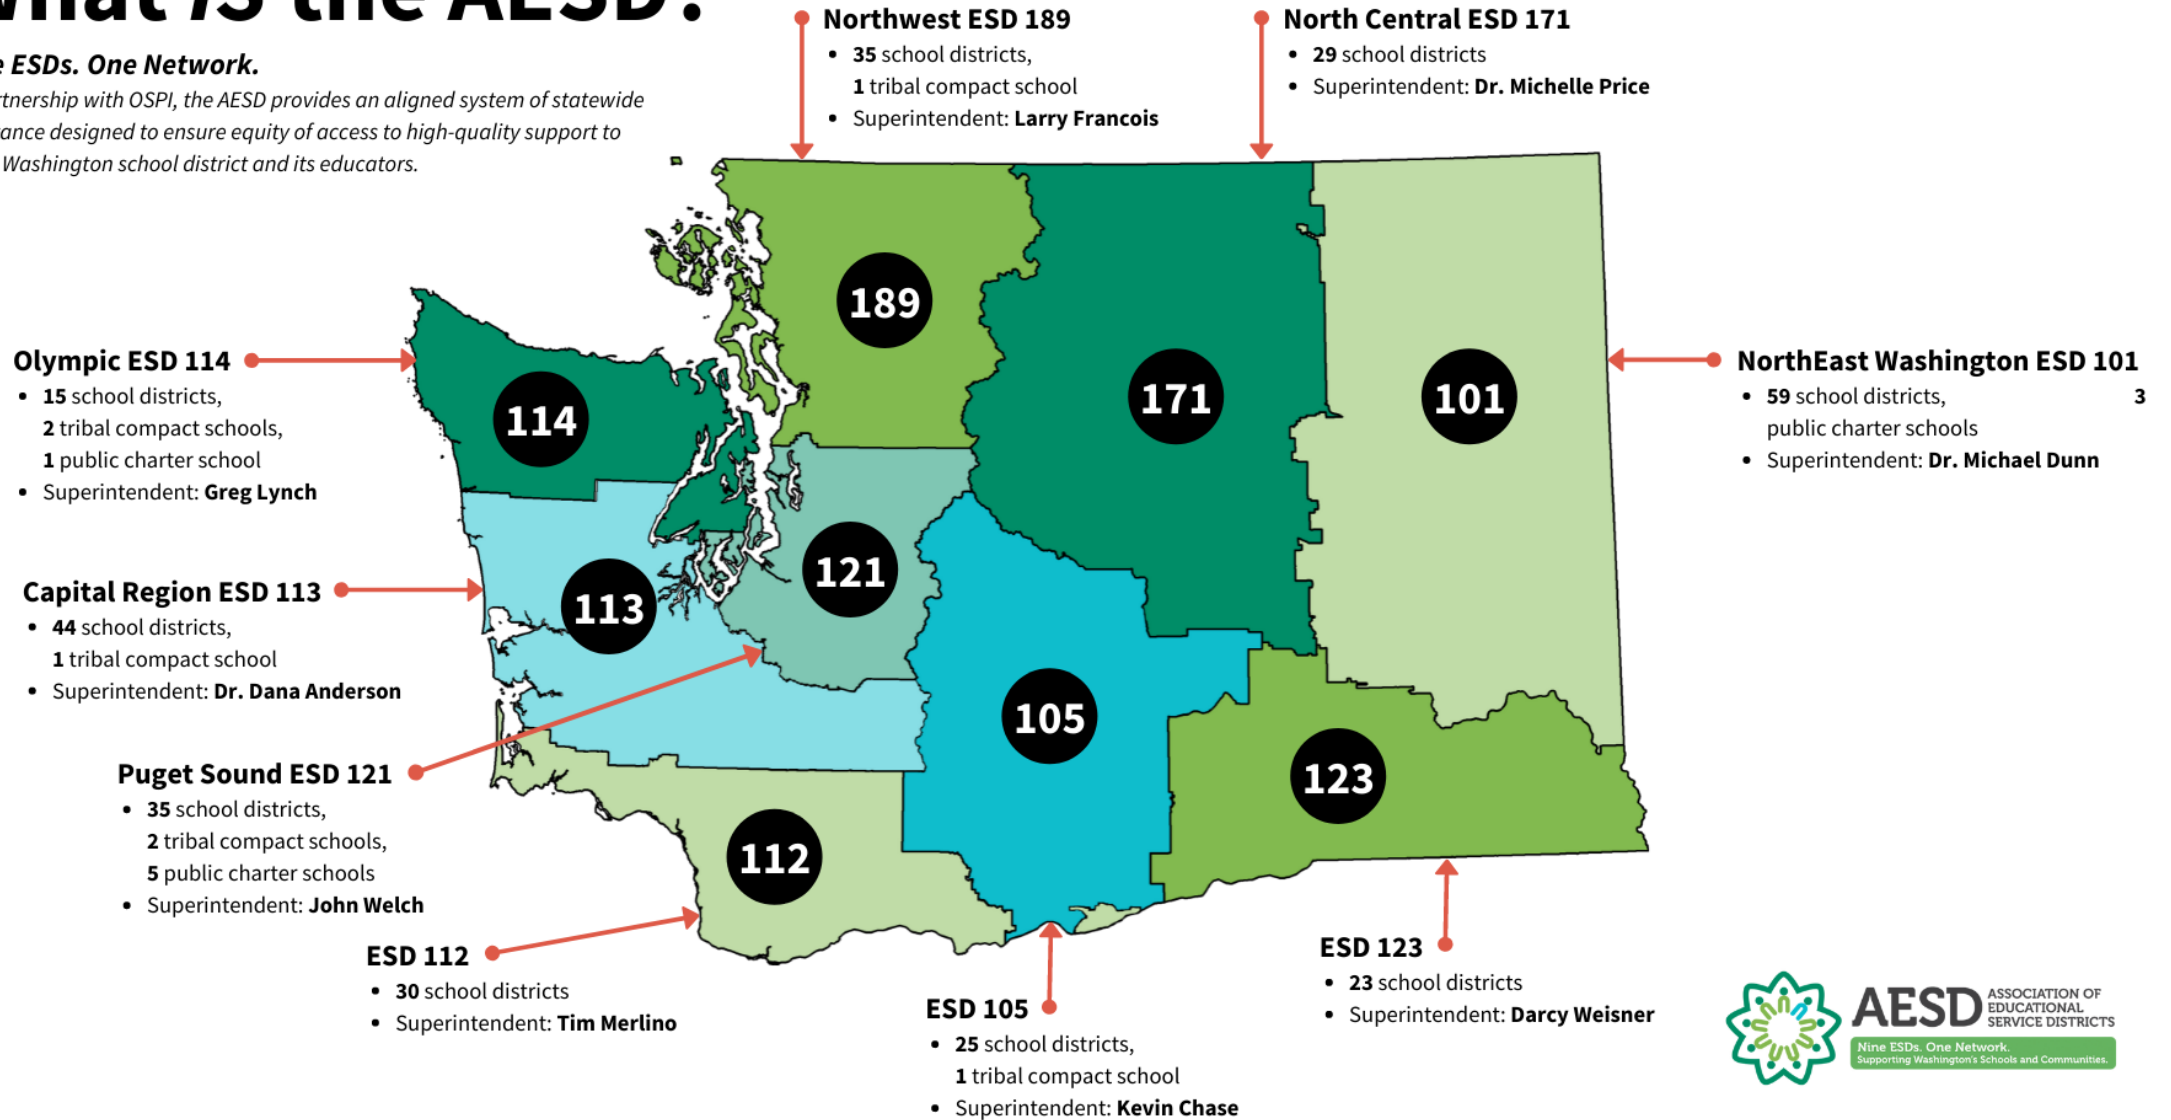 What IS the AESD?
e ESDs. One Network.
rtnership with OSPI, the AESD provides an aligned system of statewide
ance designed to ensure equity of access to high-quality support to
Washington school district and its educators.
Northwest ESD 189
• 35 school districts,
1 tribal compact school
• Superintendent: Larry Francois
North Central ESD 171
• 29 school districts
• Superintendent: Dr. Michelle Price
Olympic ESD 114
• 15 school districts,
2 tribal compact schools,
1 public charter school
• Superintendent: Greg Lynch
NorthEast Washington ESD 101
• 59 school districts, 3
public charter schools
• Superintendent: Dr. Michael Dunn
Capital Region ESD 113
• 44 school districts,
1 tribal compact school
• Superintendent: Dr. Dana Anderson
Puget Sound ESD 121
• 35 school districts,
2 tribal compact schools,
5 public charter schools
• Superintendent: John Welch
ESD 112
• 30 school districts
• Superintendent: Tim Merlino
ESD 105
• 25 school districts,
1 tribal compact school
• Superintendent: Kevin Chase
ESD 123
• 23 school districts
• Superintendent: Darcy Weisner
189
171
101
114
121
113
105
123
112
AESD
ASSOCIATION OF
EDUCATIONAL
SERVICE DISTRICTS
Nine ESDs. One Network.
Supporting Washington's Schools and Communities.